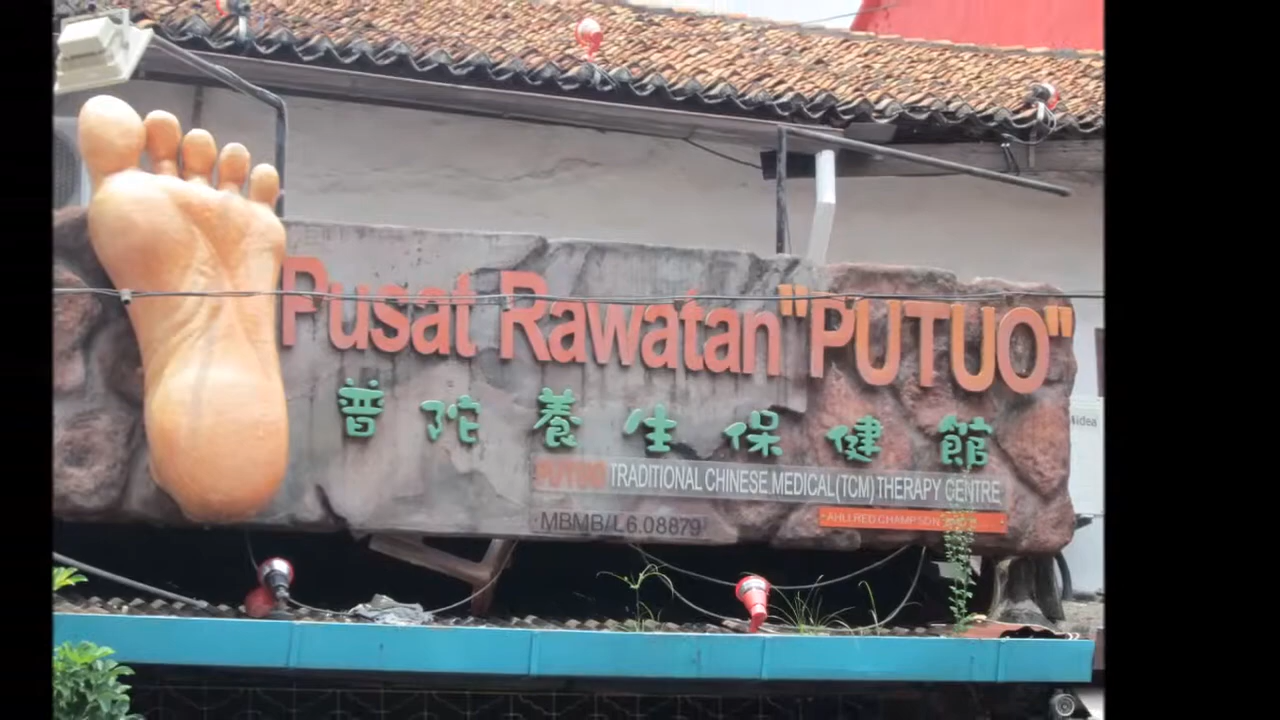 Pusat Rawatan "PUTUO"
普陀養生保健館
PUTUO TRADITIONAL CHINESE MEDICAL(TCM) THERAPY CENTRE
MBMB/L6.08879
Midea